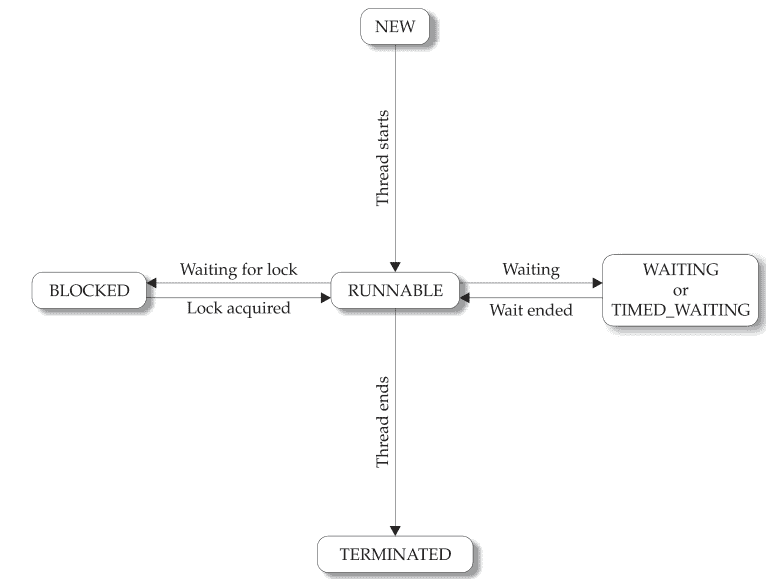 NEW
Thread starts
Waiting for lock
Waiting
BLOCKED
RUNNABLE
WAITING
or
TIMED_WAITING
Lock acquired
Wait ended
Thread ends
TERMINATED